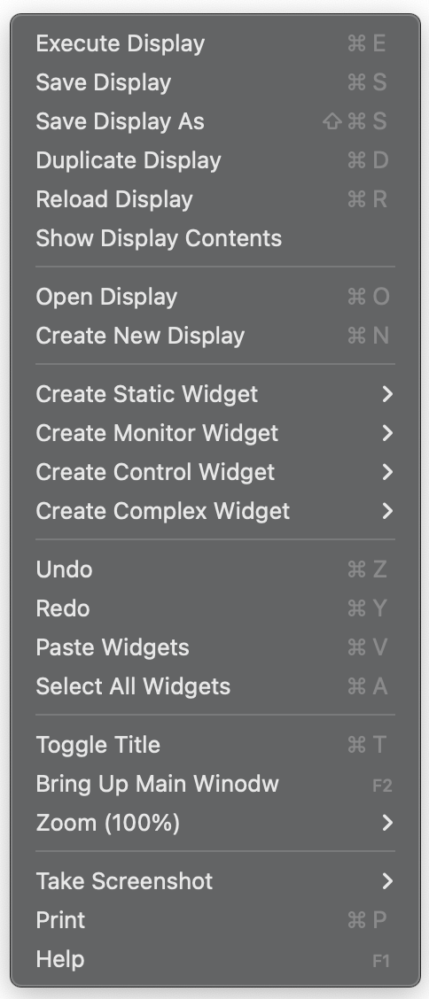 Execute Display ⌘ E
Save Display ⌘ S
Save Display As ⇧ ⌘ S
Duplicate Display ⌘ D
Reload Display ⌘ R
Show Display Contents
Open Display ⌘ O
Create New Display ⌘ N
Create Static Widget
Create Monitor Widget
Create Control Widget
Create Complex Widget
Undo ⌘ Z
Redo ⌘ Y
Paste Widgets ⌘ V
Select All Widgets ⌘ A
Toggle Title ⌘ T
Bring Up Main Winodw F2
Zoom (100%)
Take Screenshot
Print ⌘ P
Help F1